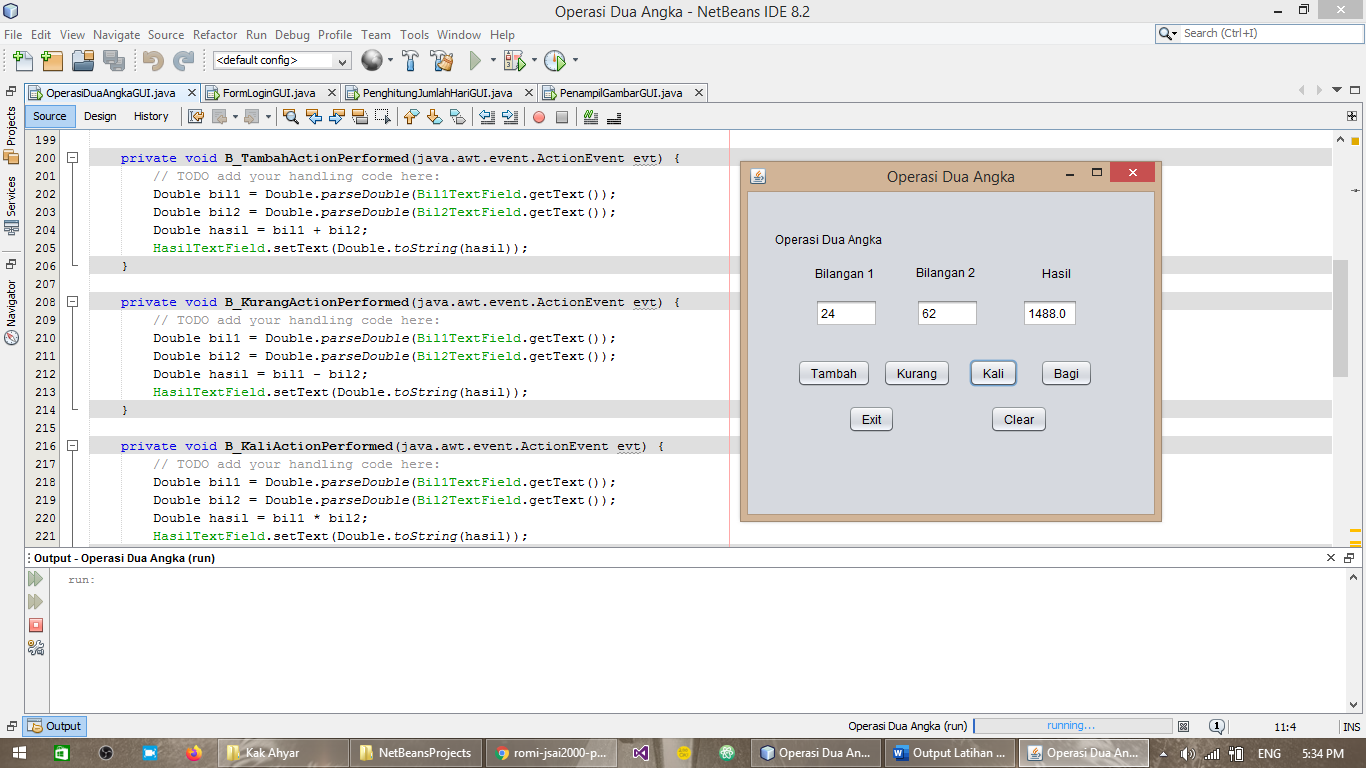 Operasi Dua Angka - NetBeans IDE 8.2
File Edit View Navigate Source Refactor Run Debug Profile Team Tools Window Help
Search (Ctrl+I)
<default config>
OperasiDuaAngkaGUI.java FormLoginGUI.java PenghitungJumlahHariGUI.java PenampilGambarGUI.java
Source Design History
Projects
Services
Navigator
199
200 private void B_TambahActionPerformed(java.awt.event.ActionEvent evt) {
201 // TODO add your handling code here:
202 Double bil1 = Double.parseDouble(Bil1TextField.getText());
203 Double bil2 = Double.parseDouble(Bil2TextField.getText());
204 Double hasil = bil1 + bil2;
205 HasilTextField.setText(Double.toString(hasil));
206 }
207
208 private void B_KurangActionPerformed(java.awt.event.ActionEvent evt) {
209 // TODO add your handling code here:
210 Double bil1 = Double.parseDouble(Bil1TextField.getText());
211 Double bil2 = Double.parseDouble(Bil2TextField.getText());
212 Double hasil = bil1 - bil2;
213 HasilTextField.setText(Double.toString(hasil));
214 }
215
216 private void B_KaliActionPerformed(java.awt.event.ActionEvent evt) {
217 // TODO add your handling code here:
218 Double bil1 = Double.parseDouble(Bil1TextField.getText());
219 Double bil2 = Double.parseDouble(Bil2TextField.getText());
220 Double hasil = bil1 * bil2;
221 HasilTextField.setText(Double.toString(hasil));
Operasi Dua Angka
Operasi Dua Angka
Bilangan 1 Bilangan 2 Hasil
24 62 1488.0
Tambah Kurang Kali Bagi
Exit Clear
Output - Operasi Dua Angka (run)
run:
Output
Operasi Dua Angka (run) running... 1 11:4 INS
Kak Ahyar NetBeansProjects romi-jsai2000-p... Operasi Dua An... Output Latihan ... Operasi Dua An... ENG 5:34 PM